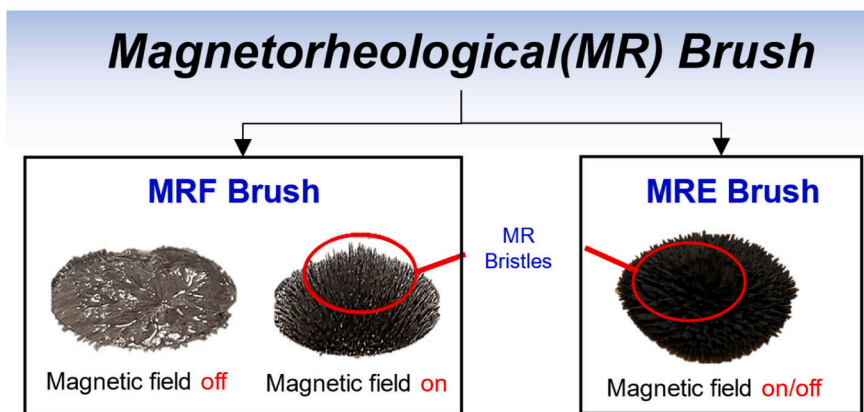 Magnetorheological(MR) Brush
MRF Brush
MRE Brush
MR
Bristles
Magnetic field off
Magnetic field on
Magnetic field on/off